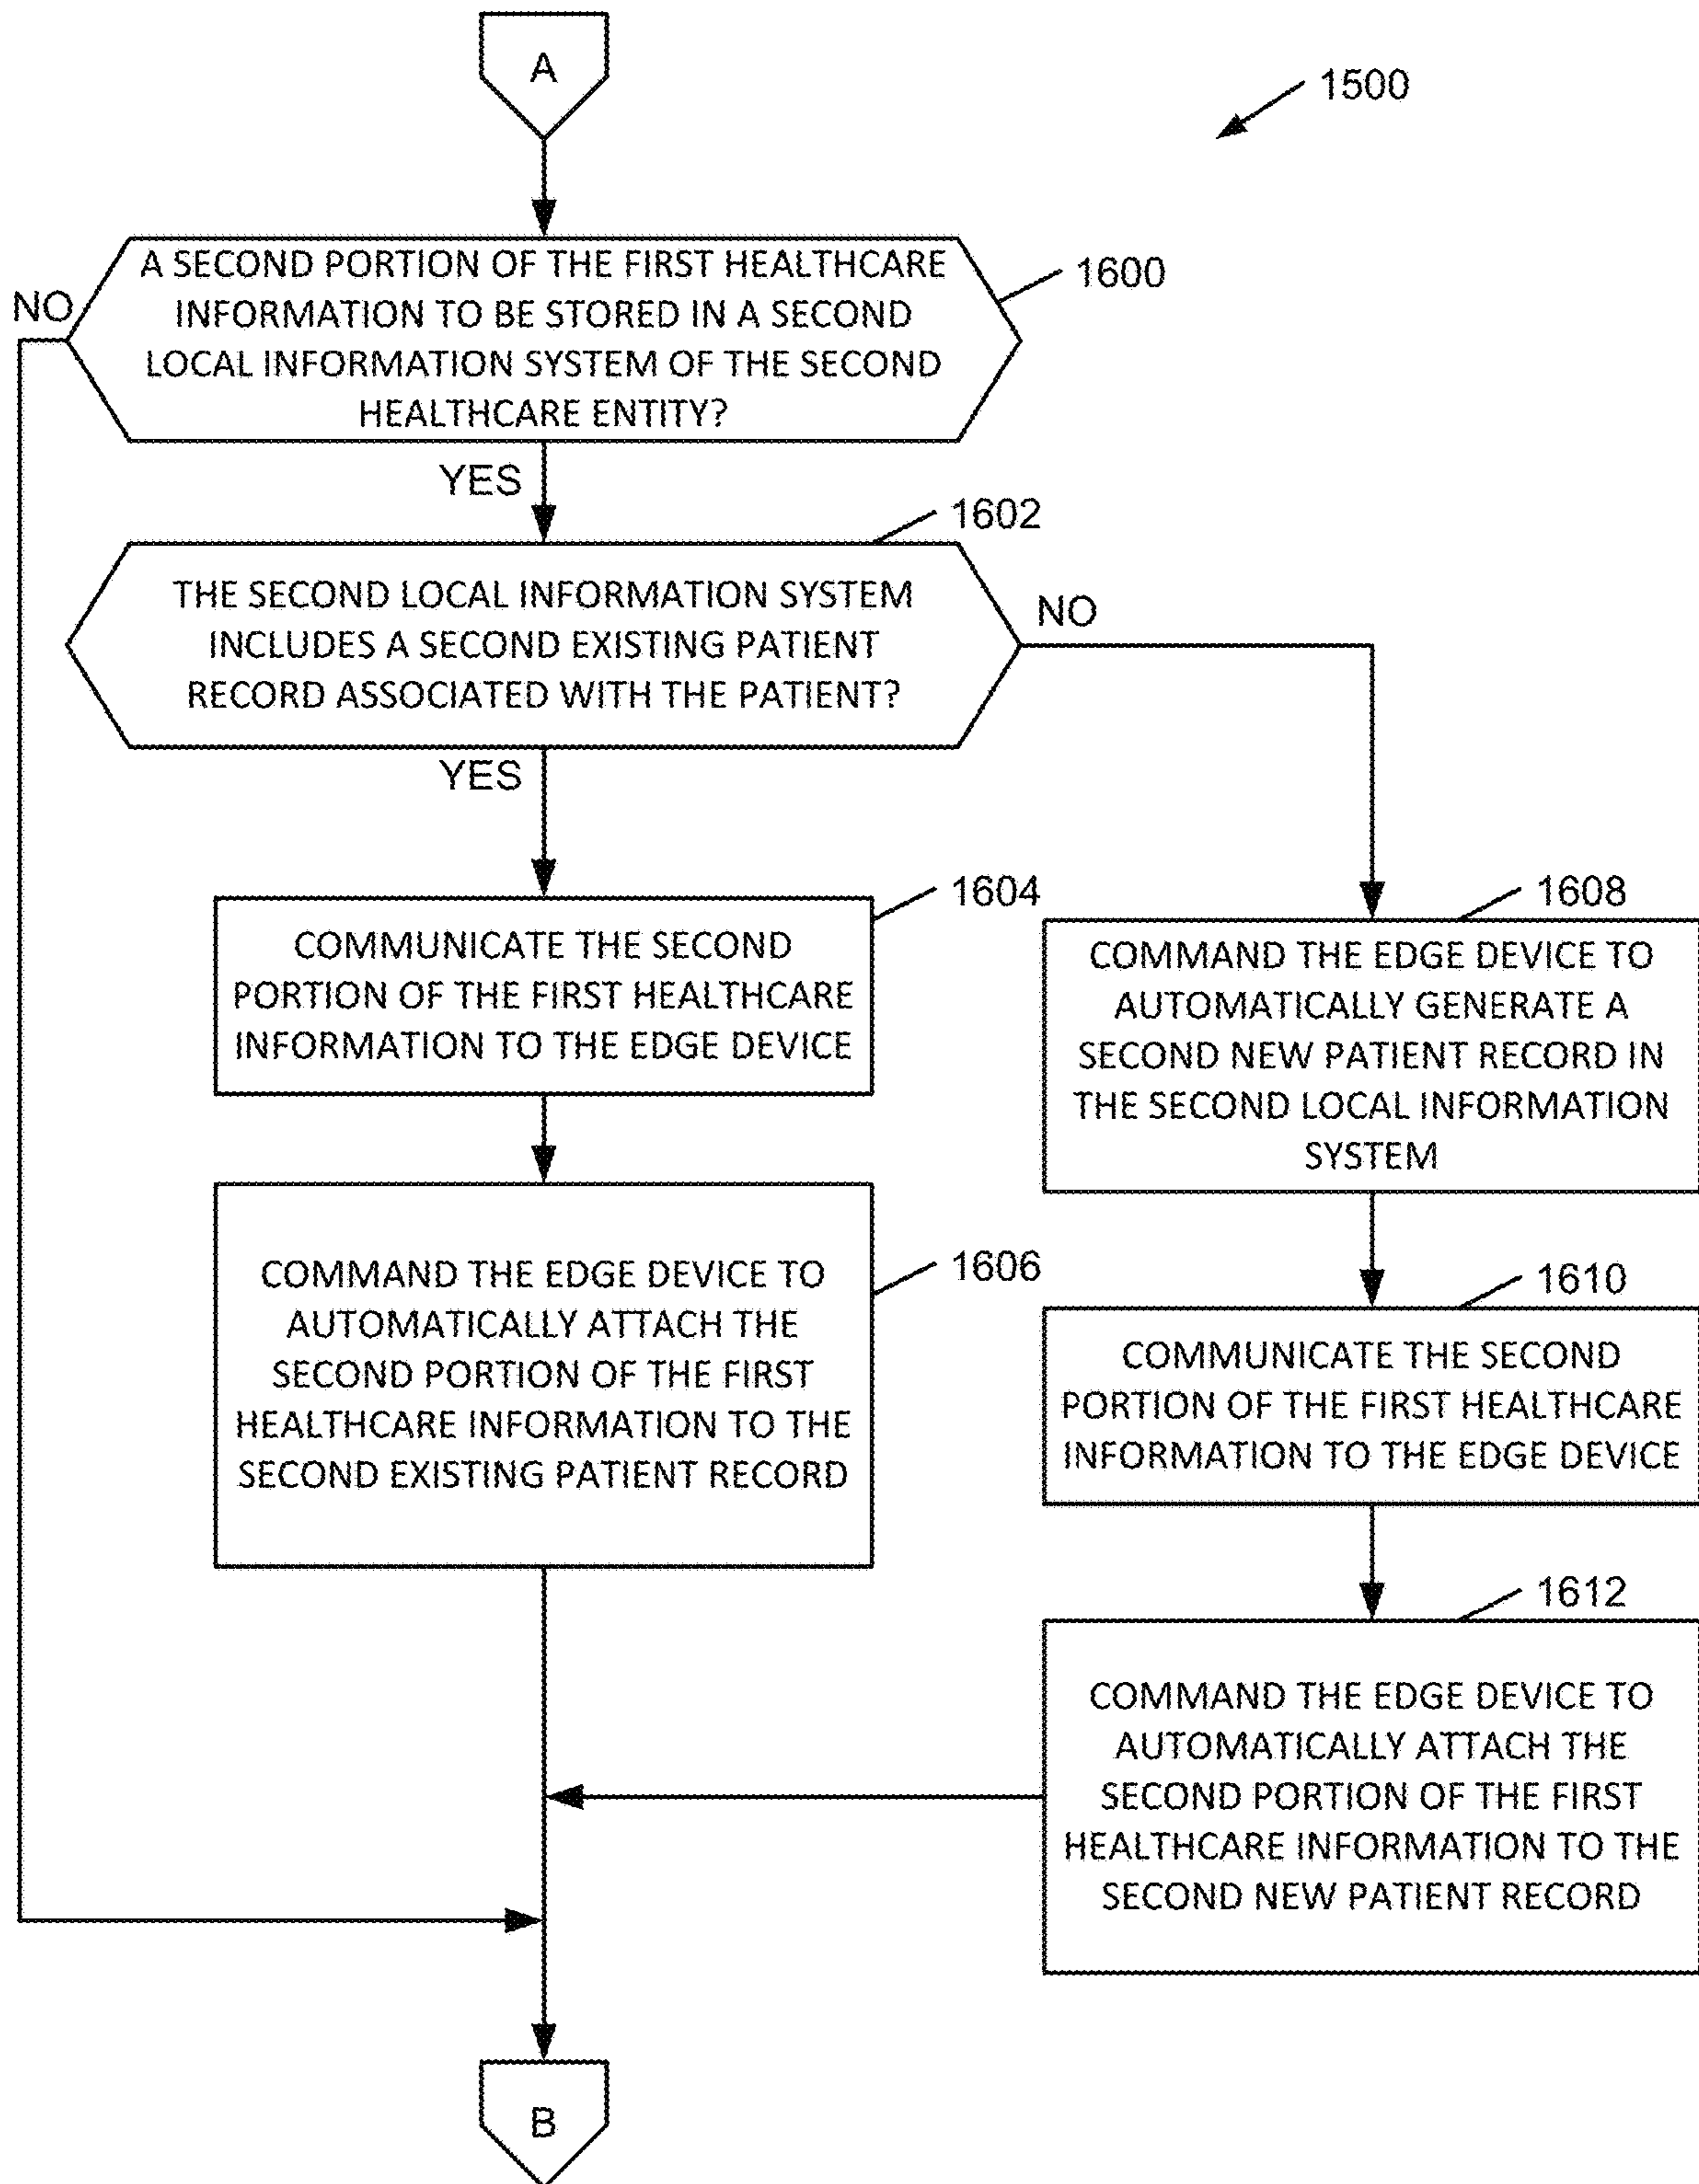 A
1500
A SECOND PORTION OF THE FIRST HEALTHCARE
INFORMATION TO BE STORED IN A SECOND
LOCAL INFORMATION SYSTEM OF THE SECOND
HEALTHCARE ENTITY?
1600
NO
YES
1602
THE SECOND LOCAL INFORMATION SYSTEM
INCLUDES A SECOND EXISTING PATIENT
RECORD ASSOCIATED WITH THE PATIENT?
NO
YES
1604
COMMUNICATE THE SECOND
PORTION OF THE FIRST HEALTHCARE
INFORMATION TO THE EDGE DEVICE
1606
COMMAND THE EDGE DEVICE TO
AUTOMATICALLY ATTACH THE
SECOND PORTION OF THE FIRST
HEALTHCARE INFORMATION TO THE
SECOND EXISTING PATIENT RECORD
1608
COMMAND THE EDGE DEVICE TO
AUTOMATICALLY GENERATE A
SECOND NEW PATIENT RECORD IN
THE SECOND LOCAL INFORMATION
SYSTEM
1610
COMMUNICATE THE SECOND
PORTION OF THE FIRST HEALTHCARE
INFORMATION TO THE EDGE DEVICE
1612
COMMAND THE EDGE DEVICE TO
AUTOMATICALLY ATTACH THE
SECOND PORTION OF THE FIRST
HEALTHCARE INFORMATION TO THE
SECOND NEW PATIENT RECORD
B